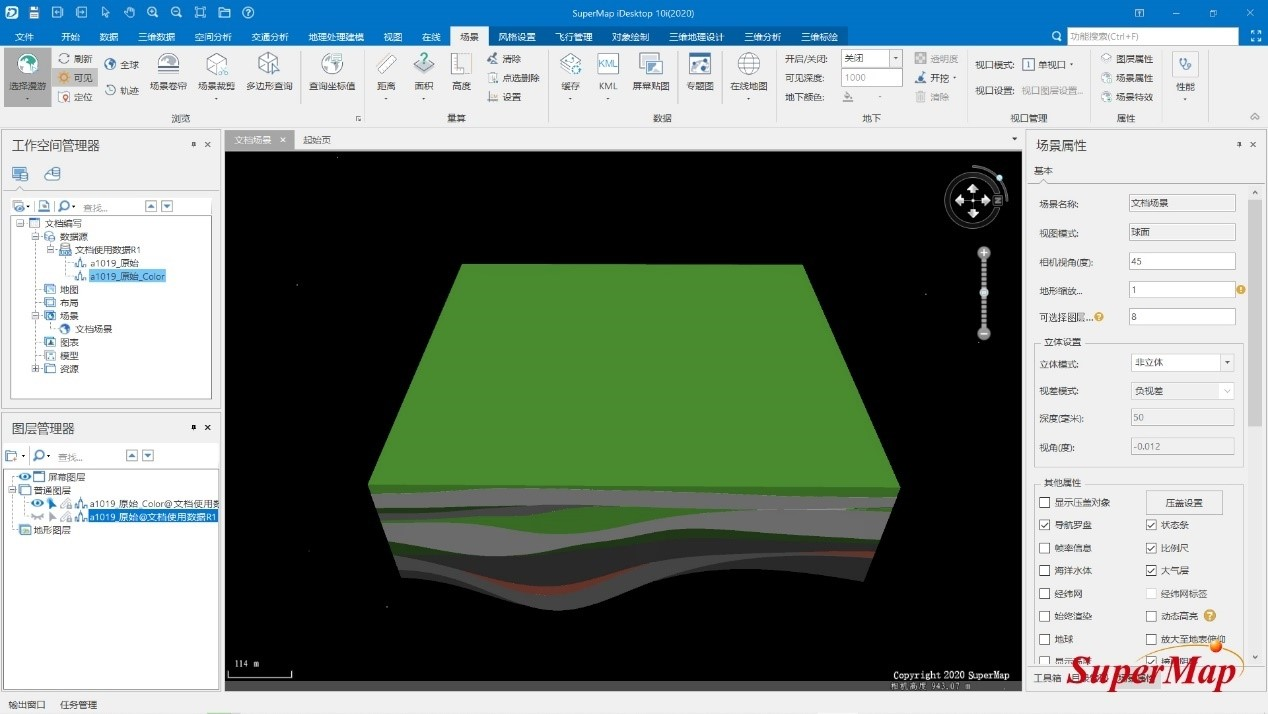 SuperMap iDesktop 10i(2020)
文件 开始 数据 三维数据 空间分析 交通分析 地理处理建模 视图 在线 场景 风格设置 飞行管理 对象绘制 三维地理设计 三维分析 三维标绘 功能搜索(Ctrl+F)
选择漫游 刷新 可见 定位 全球 轨迹 场景卷帘 场景裁剪 多边形查询 查询坐标值
浏览
距离 面积 高度 清除 点选删除 设置
量算
缓存 KML KML 屏幕贴图 专题图 在线地图
数据
开启/关闭: 关闭 透明度
可见深度: 1000 开挖
地下颜色: 清除
地下
视口模式: 1 单视口
视口设置: 视口图层设置...
视口管理
图层属性
场景属性
场景特效
属性
性能
工作空间管理器
查找...
文档编写
数据源
文档使用数据R1
a1019_原始
a1019_原始_Color
地图
布局
场景
文档场景
图表
模型
资源
图层管理器
查找...
屏幕图层
普通图层
a1019_原始_Color@文档使用数
a1019_原始@文档使用数据R1
地形图层
文档场景 起始页
N
114 m
Copyright 2020 SuperMap
相机高度 943.07 m
场景属性
基本
场景名称: 文档场景
视图模式: 球面
相机视角(度): 45
地形缩放... 1
可选择图层... 8
立体设置
立体模式: 非立体
视差模式: 负视差
深度(毫米): 50
视角(度): -0.012
其他属性
显示压盖对象 压盖设置
导航罗盘 状态条
帧率信息 比例尺
海洋水体 大气层
经纬网 经纬网标签
始终渲染 动态高亮
地球 放大至地表俯仰
工具箱
SuperMap
输出窗口 任务管理